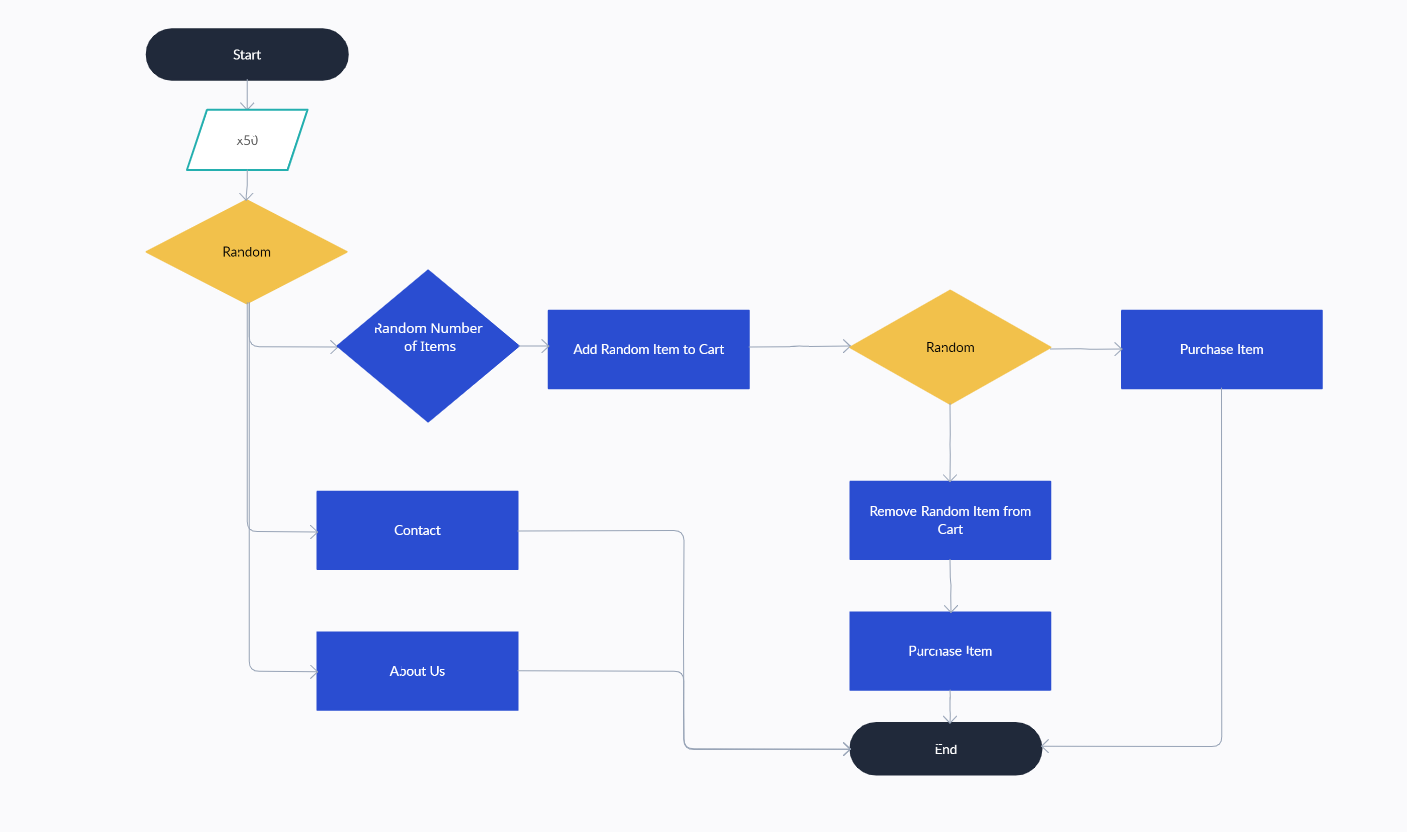 Start
x50
Random
Random Number
of Items
Add Random Item to Cart
Random
Purchase Item
Contact
Remove Random Item from
Cart
About Us
Purchase Item
End